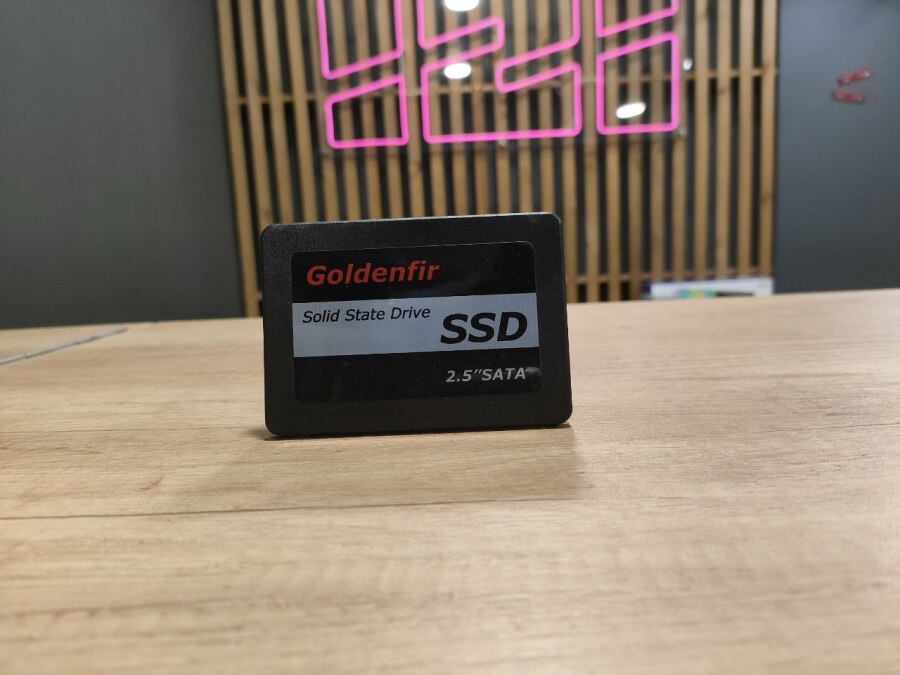 Goldenfir
Solid State Drive
SSD
2.5"SATA